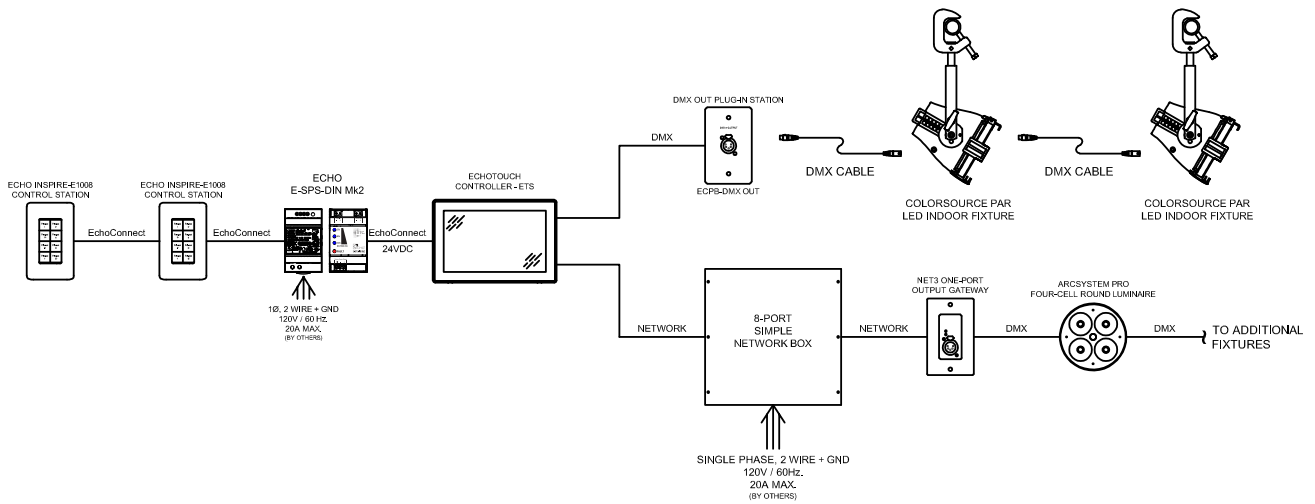 DMX OUT PLUG-IN STATION
DMX
ECPB-DMX OUT
DMX CABLE
COLORSOURCE PAR
LED INDOOR FIXTURE
DMX CABLE
COLORSOURCE PAR
LED INDOOR FIXTURE
ECHO INSPIRE-E1008
CONTROL STATION
EchoConnect
ECHO INSPIRE-E1008
CONTROL STATION
EchoConnect
ECHO
E-SPS-DIN Mk2
1Ø, 2 WIRE + GND
120V / 60 Hz.
20A MAX.
(BY OTHERS)
EchoConnect
24VDC
ECHOTOUCH
CONTROLLER - ETS
NETWORK
8-PORT
SIMPLE
NETWORK BOX
SINGLE PHASE, 2 WIRE + GND
120V / 60Hz.
20A MAX.
(BY OTHERS)
NETWORK
NET3 ONE-PORT
OUTPUT GATEWAY
DMX
ARCSYSTEM PRO
FOUR-CELL ROUND LUMINAIRE
DMX
TO ADDITIONAL
FIXTURES